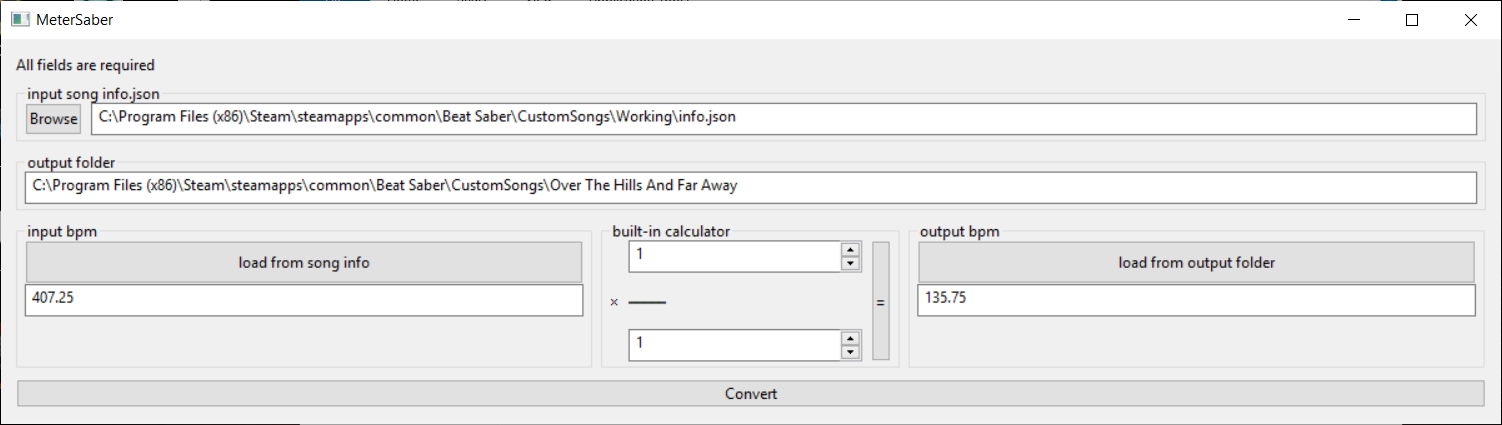 MeterSaber
All fields are required
input song info.json
Browse C:\Program Files (x86)\Steam\steamapps\common\Beat Saber\CustomSongs\Working\info.json
output folder
C:\Program Files (x86)\Steam\steamapps\common\Beat Saber\CustomSongs\Over The Hills And Far Away
input bpm
load from song info
407.25
built-in calculator
1
×
1
=
output bpm
load from output folder
135.75
Convert